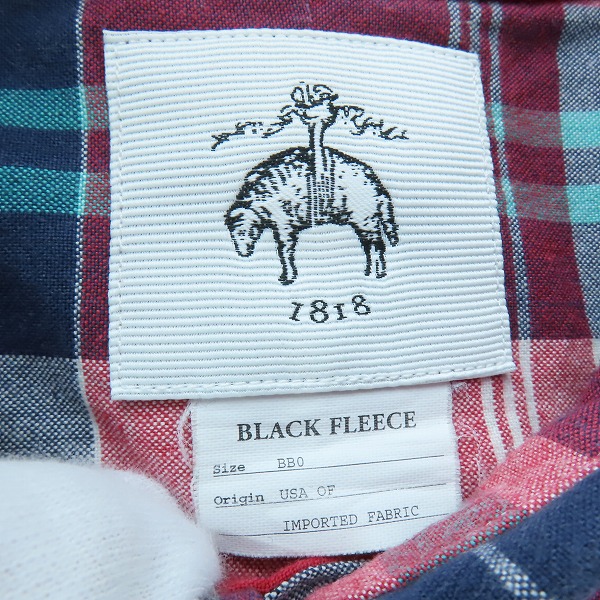 1818
BLACK FLEECE
Size BB0
Origin USA OF
IMPORTED FABRIC